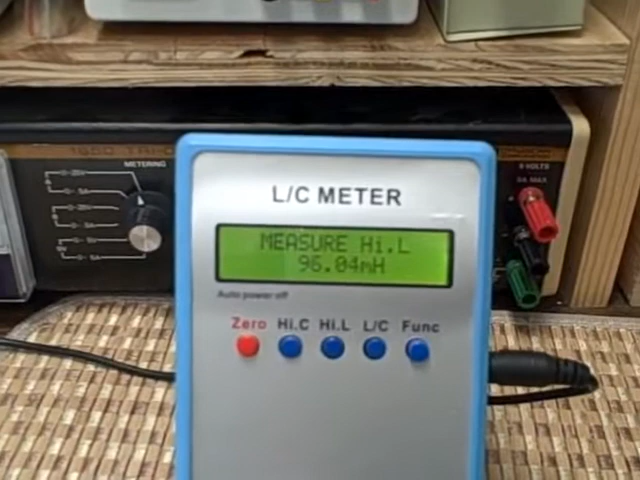 METERING
L/C METER
MEASURE Hi.L
96.04mH
Auto power off
Zero Hi.C Hi.L L/C Func